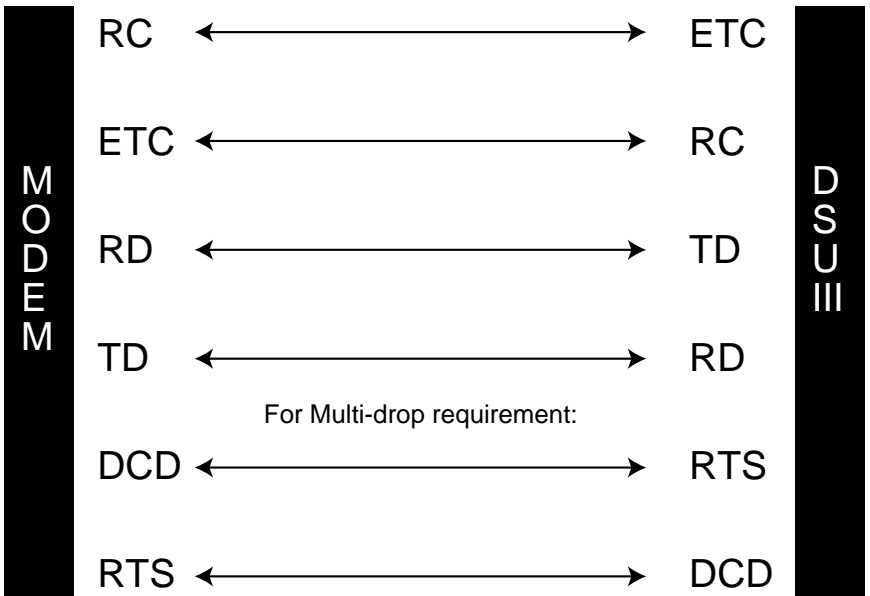 RC ETC
ETC RC
MODEM
DSU III
RD TD
TD RD
For Multi-drop requirement:
DCD RTS
RTS DCD